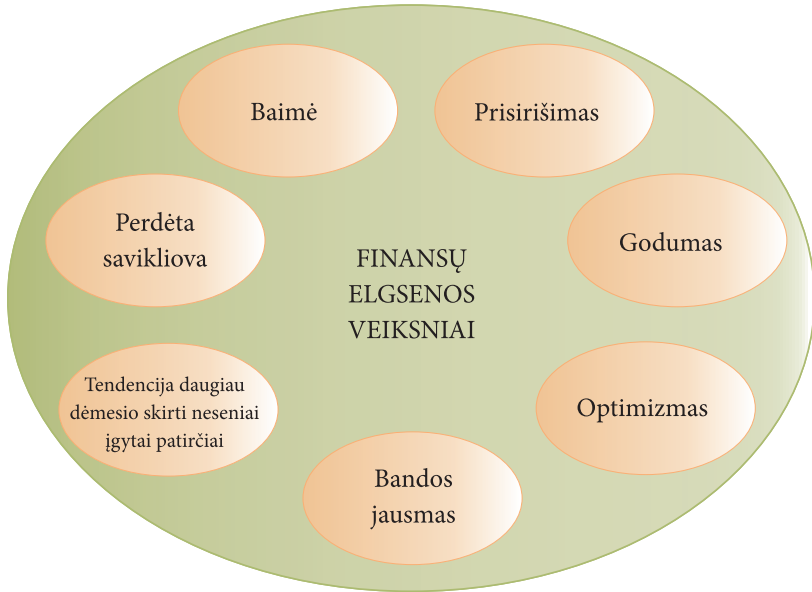 Baimė
Prisirišimas
Perdėta
savikliova
Godumas
FINANSŲ
ELGSENOS
VEIKSNIAI
Tendencija daugiau
dėmesio skirti neseniai
įgytai patirčiai
Optimizmas
Bandos
jausmas